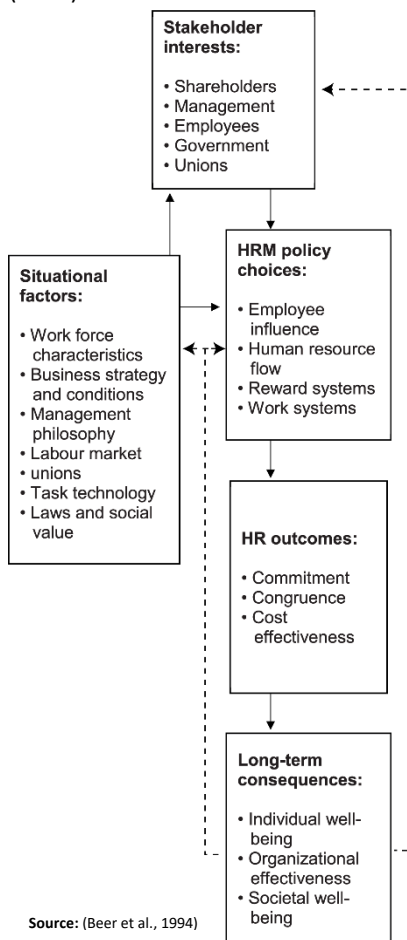 Stakeholder
interests:
• Shareholders
• Management
• Employees
• Government
• Unions
Situational
factors:
• Work force
characteristics
• Business strategy
and conditions
• Management
philosophy
• Labour market
• unions
• Task technology
• Laws and social
value
HRM policy
choices:
• Employee
influence
• Human resource
flow
• Reward systems
• Work systems
HR outcomes:
• Commitment
• Congruence
• Cost
effectiveness
Long-term
consequences:
• Individual well-
being
• Organizational
effectiveness
• Societal well-
being
Source: (Beer et al., 1994)